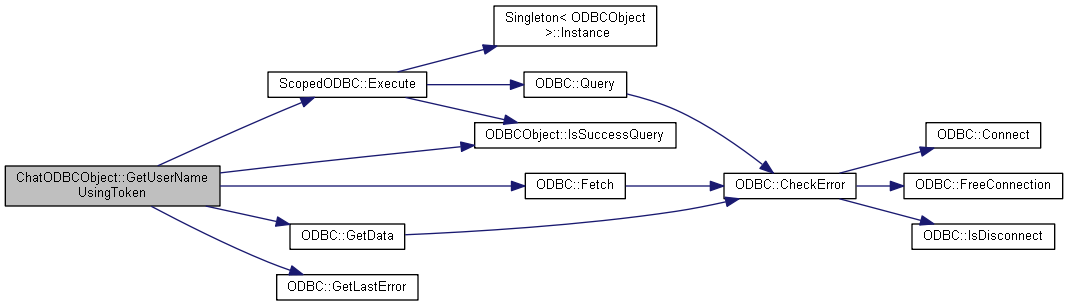 Singleton< ODBCObject
>::Instance
ScopedODBC::Execute
ODBC::Query
ODBCObject::IsSuccessQuery
ODBC::Connect
ChatODBCObject::GetUserName
UsingToken
ODBC::Fetch
ODBC::CheckError
ODBC::FreeConnection
ODBC::GetData
ODBC::IsDisconnect
ODBC::GetLastError